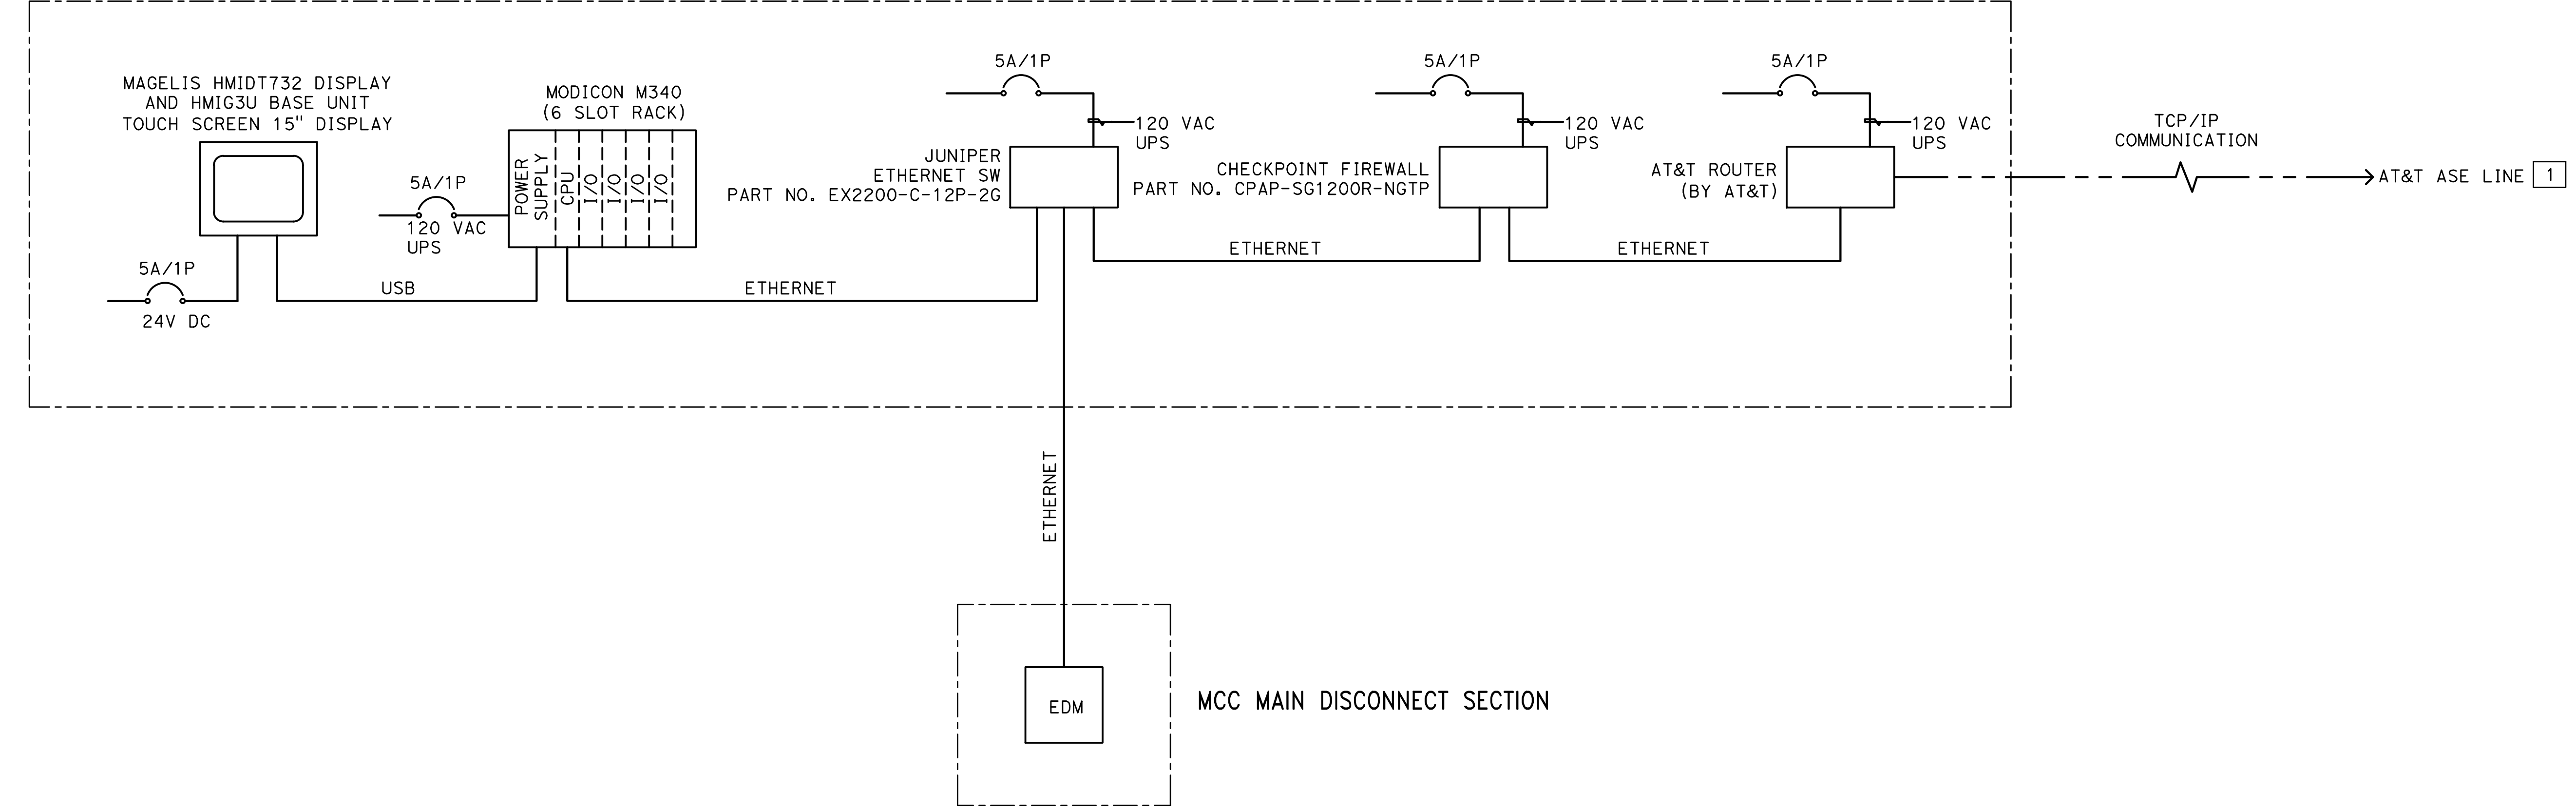 MAGELIS HMIDT732 DISPLAY
AND HMIG3U BASE UNIT
TOUCH SCREEN 15" DISPLAY
5A/1P
24V DC
USB
MODICON M340
(6 SLOT RACK)
5A/1P
120 VAC
UPS
POWER
SUPPLY
CPU
I/O
I/O
I/O
I/O
ETHERNET
5A/1P
120 VAC
UPS
JUNIPER
ETHERNET SW
PART NO. EX2200-C-12P-2G
ETHERNET
5A/1P
120 VAC
UPS
CHECKPOINT FIREWALL
PART NO. CPAP-SG1200R-NGTP
ETHERNET
5A/1P
120 VAC
UPS
AT&T ROUTER
(BY AT&T)
TCP/IP
COMMUNICATION
AT&T ASE LINE 1
ETHERNET
EDM
MCC MAIN DISCONNECT SECTION